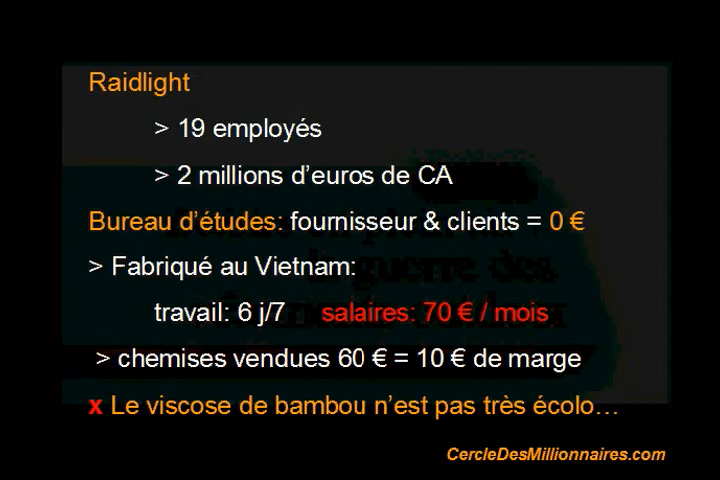 Raidlight
> 19 employés
> 2 millions d’euros de CA
Bureau d’études: fournisseur & clients = 0 €
> Fabriqué au Vietnam:
travail: 6 j/7 salaires: 70 € / mois
> chemises vendues 60 € = 10 € de marge
x Le viscose de bambou n’est pas très écolo…
CercleDesMillionnaires.com